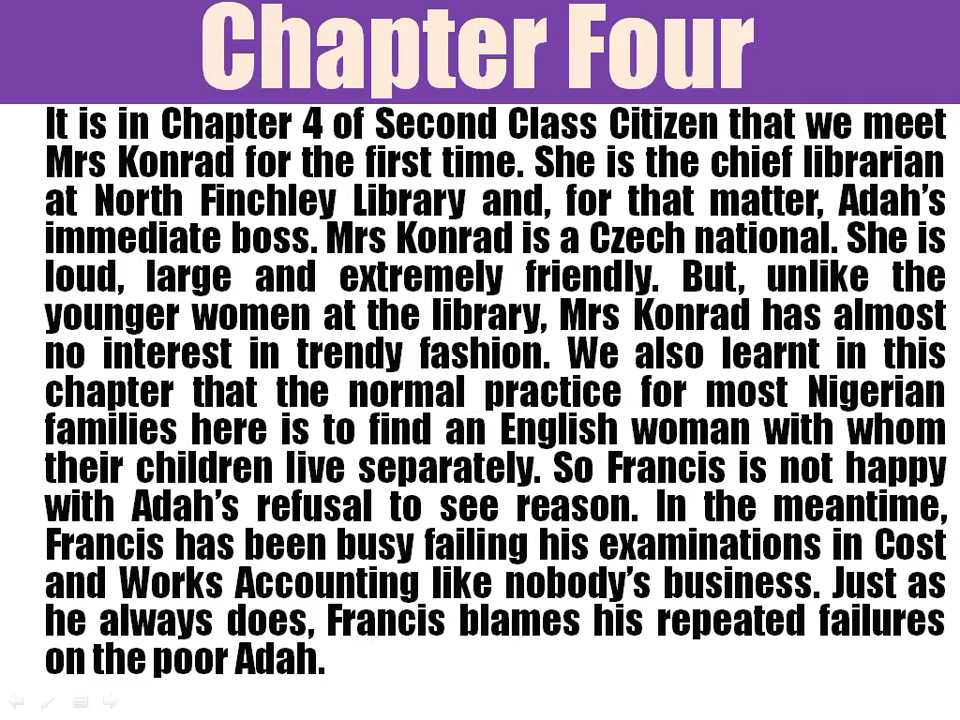 Chapter Four
It is in Chapter 4 of Second Class Citizen that we meet
Mrs Konrad for the first time. She is the chief librarian
at North Finchley Library and, for that matter, Adah’s
immediate boss. Mrs Konrad is a Czech national. She is
loud, large and extremely friendly. But, unlike the
younger women at the library, Mrs Konrad has almost
no interest in trendy fashion. We also learnt in this
chapter that the normal practice for most Nigerian
families here is to find an English woman with whom
their children live separately. So Francis is not happy
with Adah’s refusal to see reason. In the meantime,
Francis has been busy failing his examinations in Cost
and Works Accounting like nobody’s business. Just as
he always does, Francis blames his repeated failures
on the poor Adah.